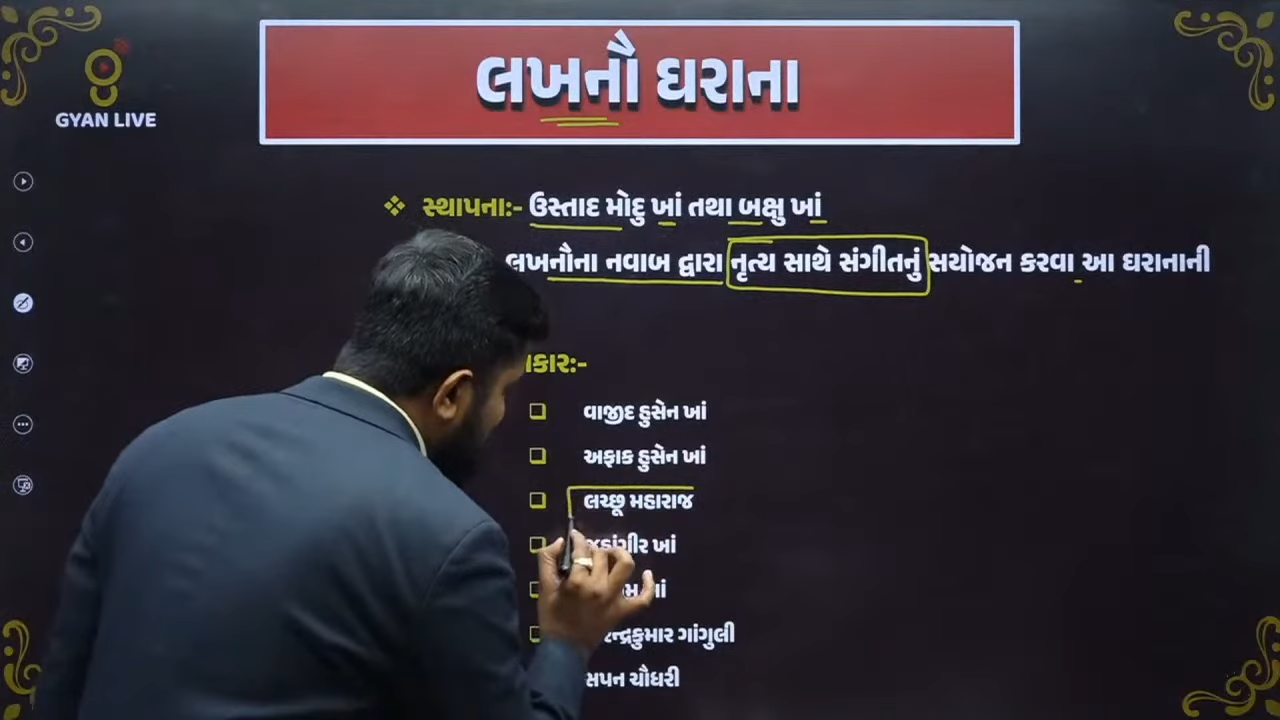 લખનૌ ઘરાના
GYAN LIVE
સ્થાપના:- ઉસ્તાદ મોદુ ખાં તથા બક્ષુ ખાં
લખનૌના નવાબ દ્વારા નૃત્ય સાથે સંગીતનું સયોજન કરવા આ ઘરાનાની
વાજીદ હુસેન ખાં
અફાક હુસેન ખાં
લચ્છૂ મહારાજ
ખાં
ગાંગુલી
સપન ચૌધરી